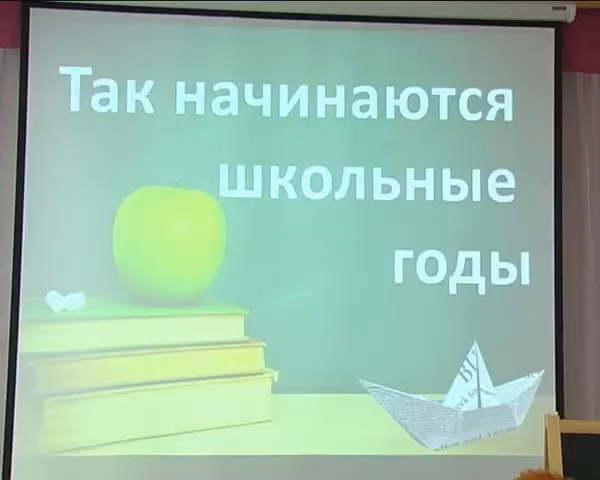 Так начинаются
школьные
годы